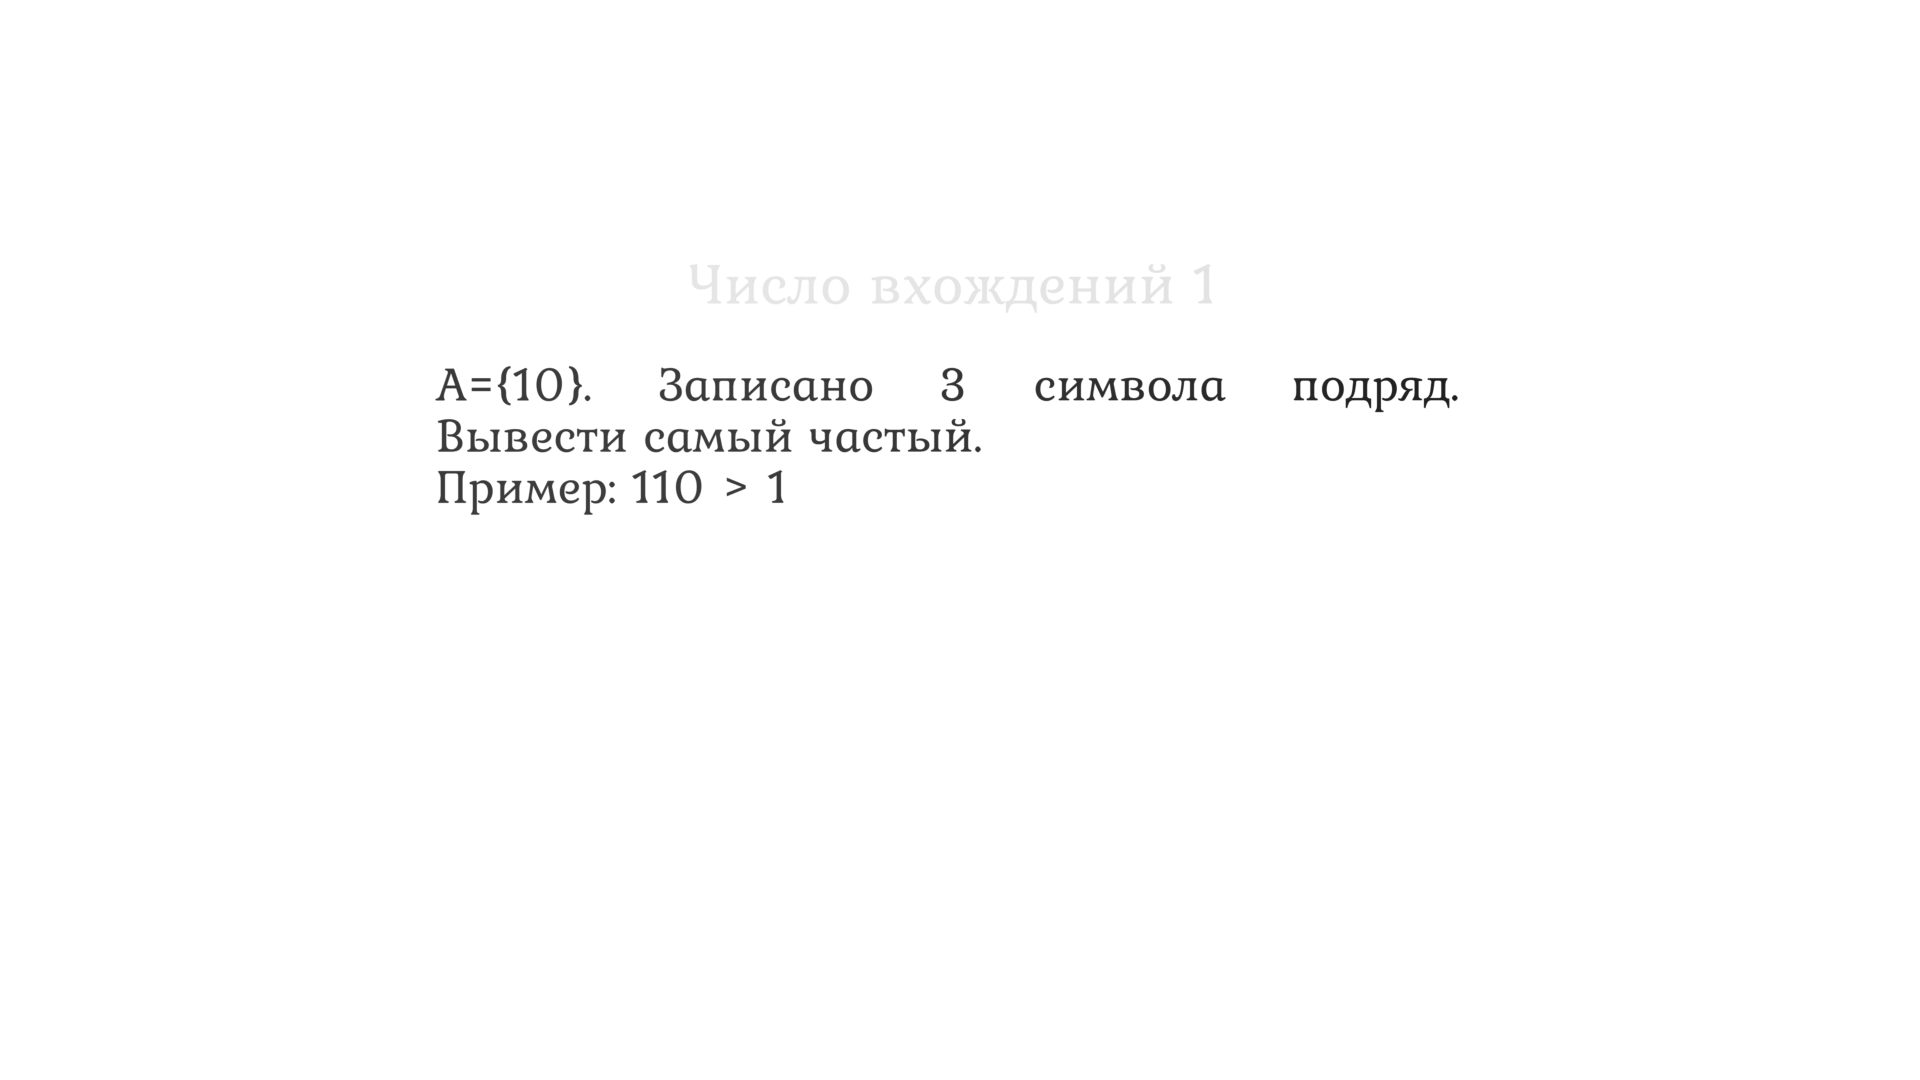 Число вхождений 1
A={10}. Записано 3 символа подряд.
Вывести самый частый.
Пример: 110 > 1